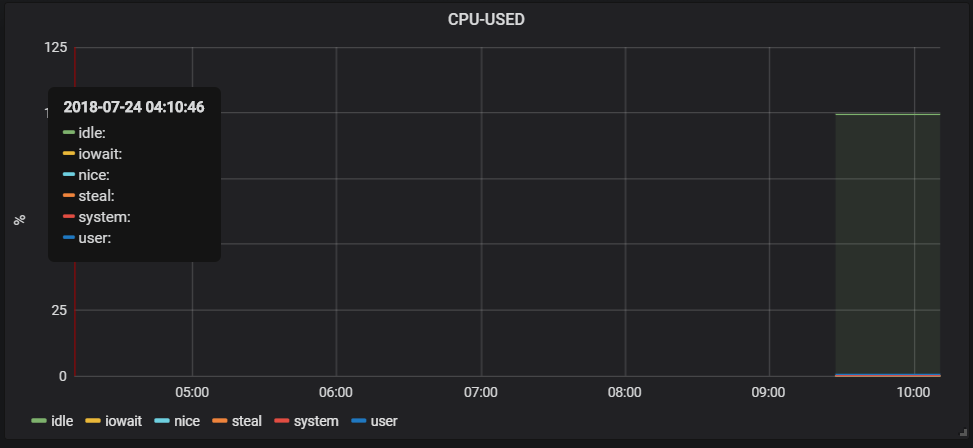 CPU-USED
125
2018-07-24 04:10:46
idle:
iowait:
nice:
steal:
system:
user:
%
25
0
05:00 06:00 07:00 08:00 09:00 10:00
idle iowait nice steal system user